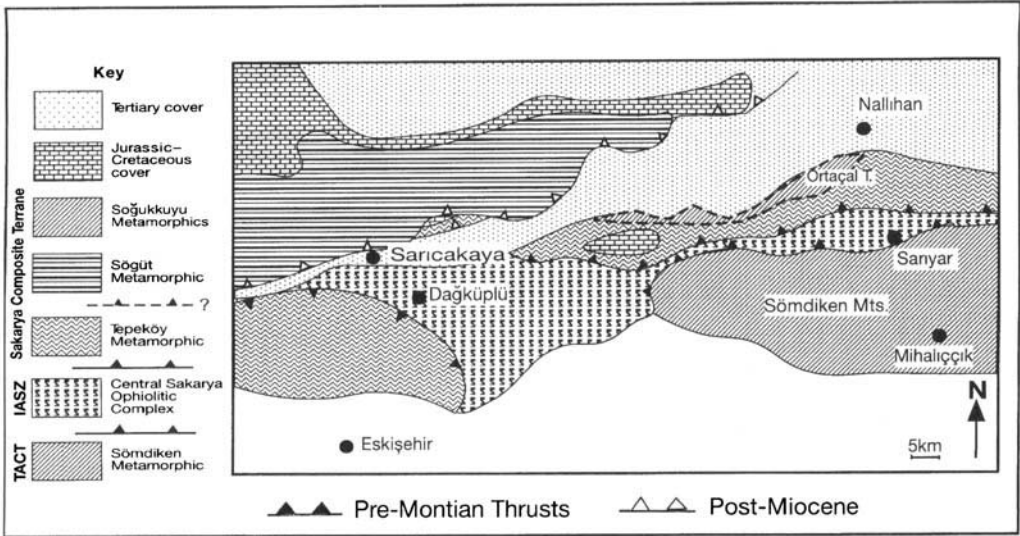 Key
Tertiary cover
Jurassic–
Cretaceous
cover
Soğukkuyu
Metamorphics
Söğüt
Metamorphic
?
Tepeköy
Metamorphic
Central Sakarya
Ophiolitic
Complex
Sömdiken
Metamorphic
Sakarya Composite Terrane
IASZ
TACT
Nallıhan
Ortaçal T.
Sarıcakaya
Sarıyar
Dağküplü
Sömdiken Mts.
Mihalıççık
Eskişehir
N
5km
Pre-Montian Thrusts
Post-Miocene